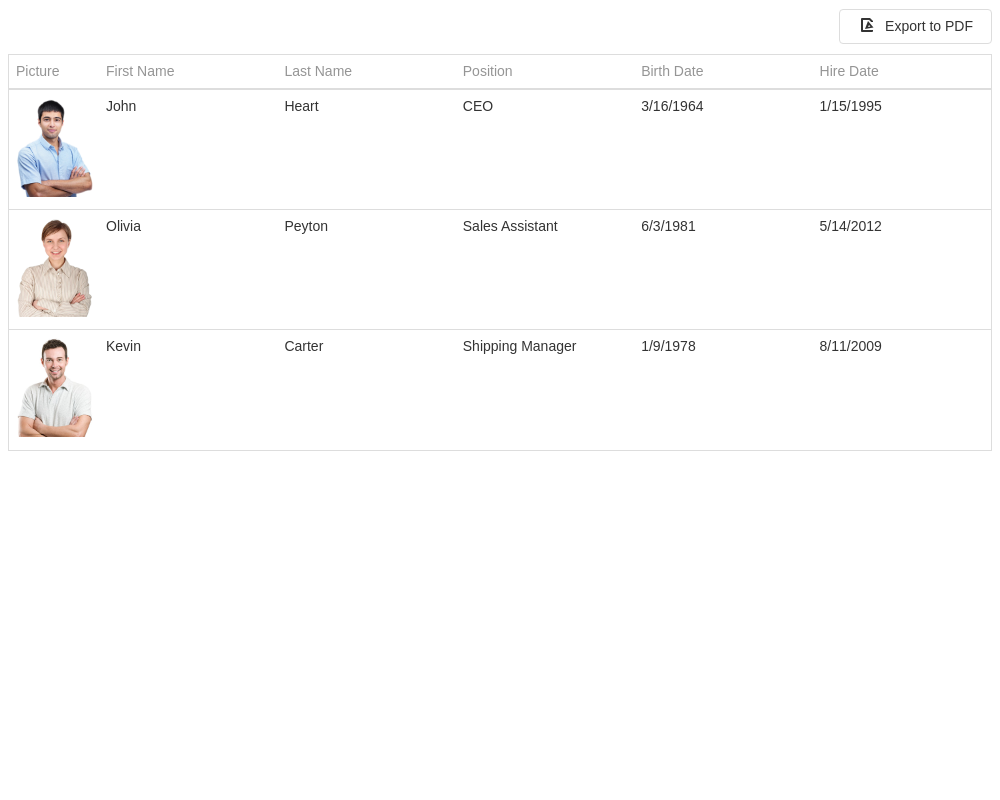 Export to PDF
Picture First Name Last Name Position Birth Date Hire Date
John Heart CEO 3/16/1964 1/15/1995
Olivia Peyton Sales Assistant 6/3/1981 5/14/2012
Kevin Carter Shipping Manager 1/9/1978 8/11/2009